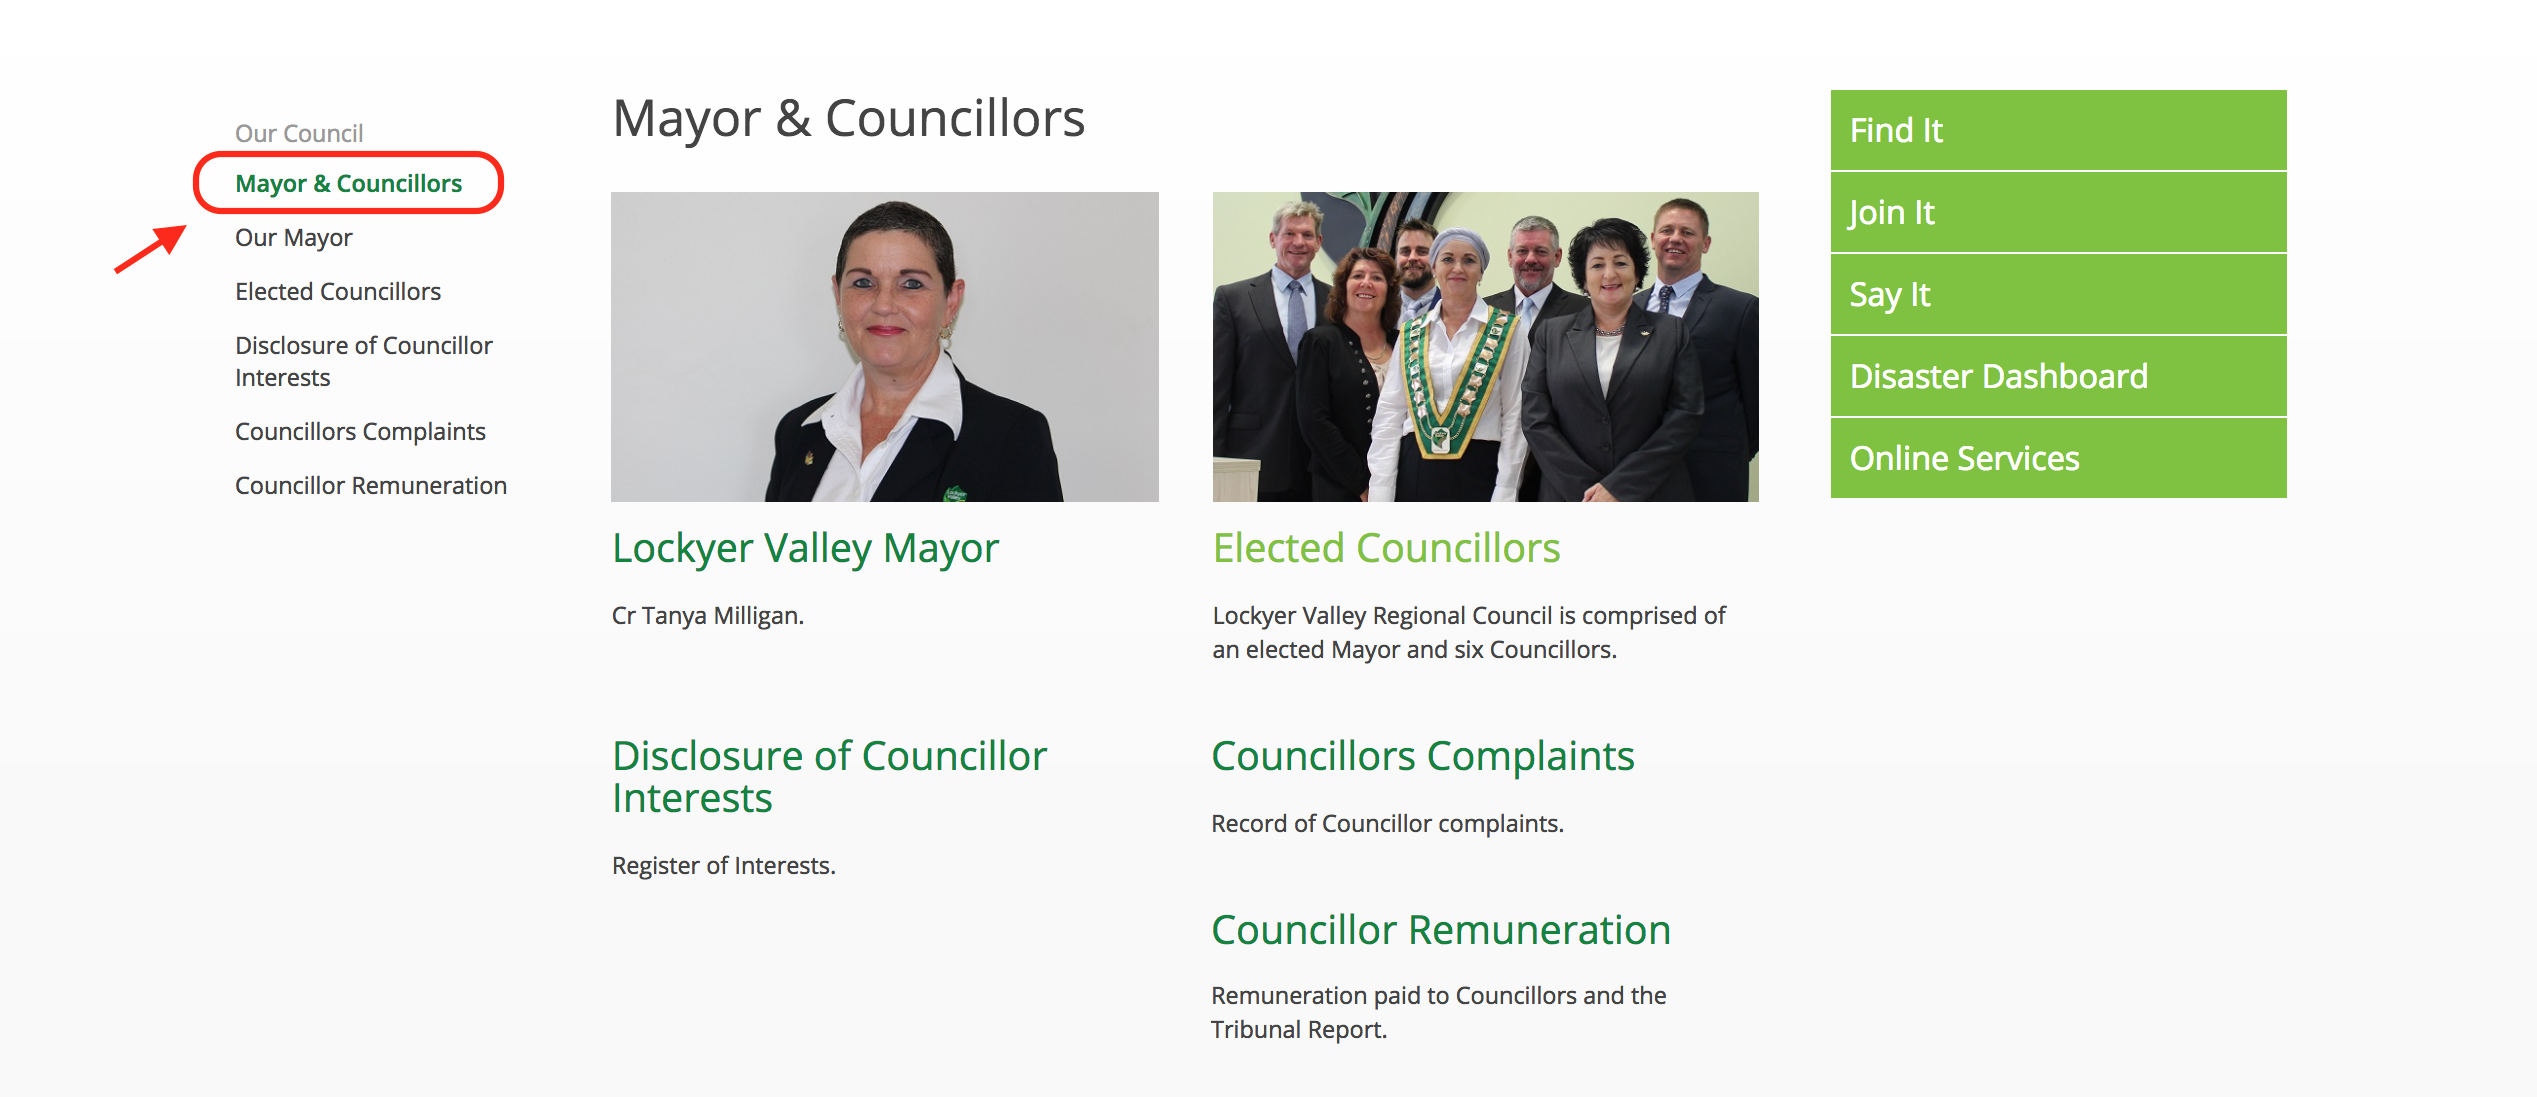 Our Council
Mayor & Councillors
Our Mayor
Elected Councillors
Disclosure of Councillor
Interests
Councillors Complaints
Councillor Remuneration
Mayor & Councillors
Lockyer Valley Mayor
Cr Tanya Milligan.
Elected Councillors
Lockyer Valley Regional Council is comprised of
an elected Mayor and six Councillors.
Disclosure of Councillor
Interests
Register of Interests.
Councillors Complaints
Record of Councillor complaints.
Councillor Remuneration
Remuneration paid to Councillors and the
Tribunal Report.
Find It
Join It
Say It
Disaster Dashboard
Online Services